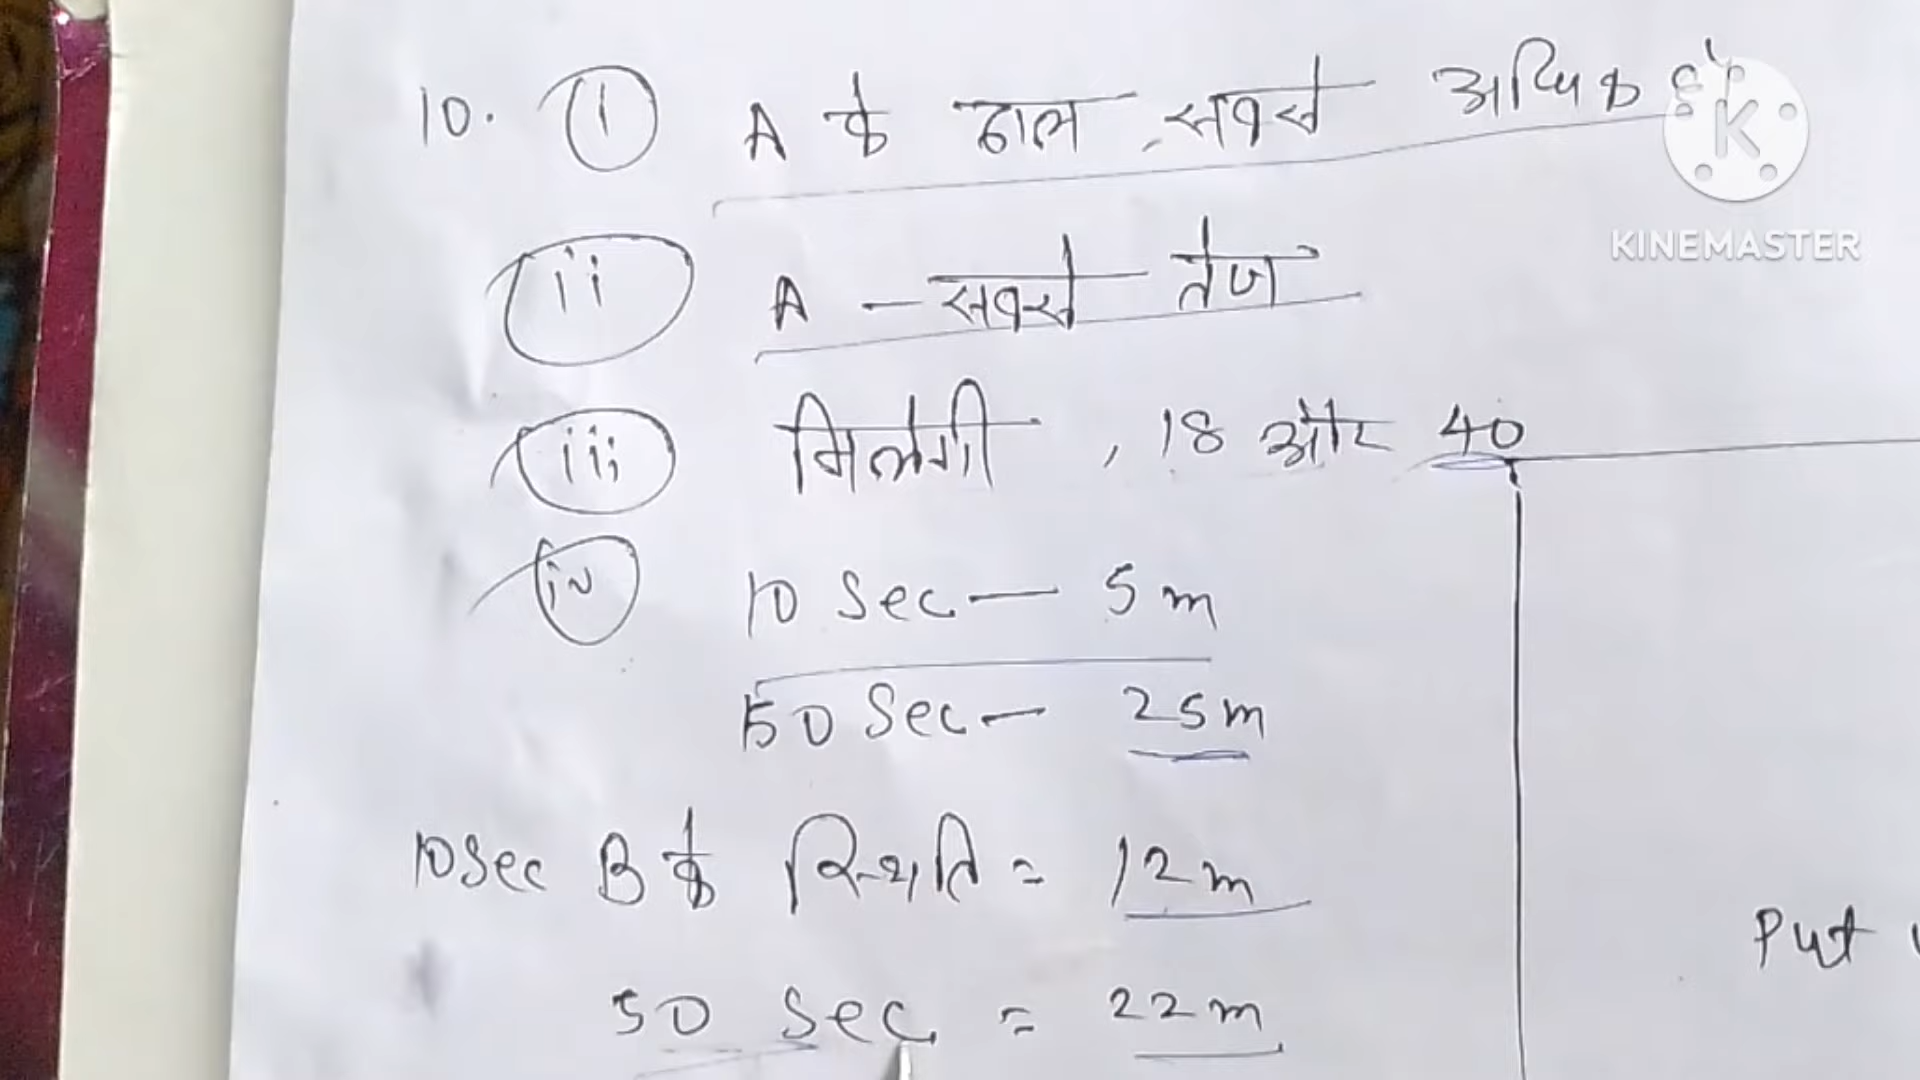 10. (i) A के ढाल सबसे अधिक है
KINEMASTER
(ii) A – सबसे तेज
(iii) मिलेगी, 18 और 40
(iv) 10 Sec — 5 m
50 Sec — 25 m
10 Sec B के स्थिति = 12 m
Put
50 Sec = 22 m